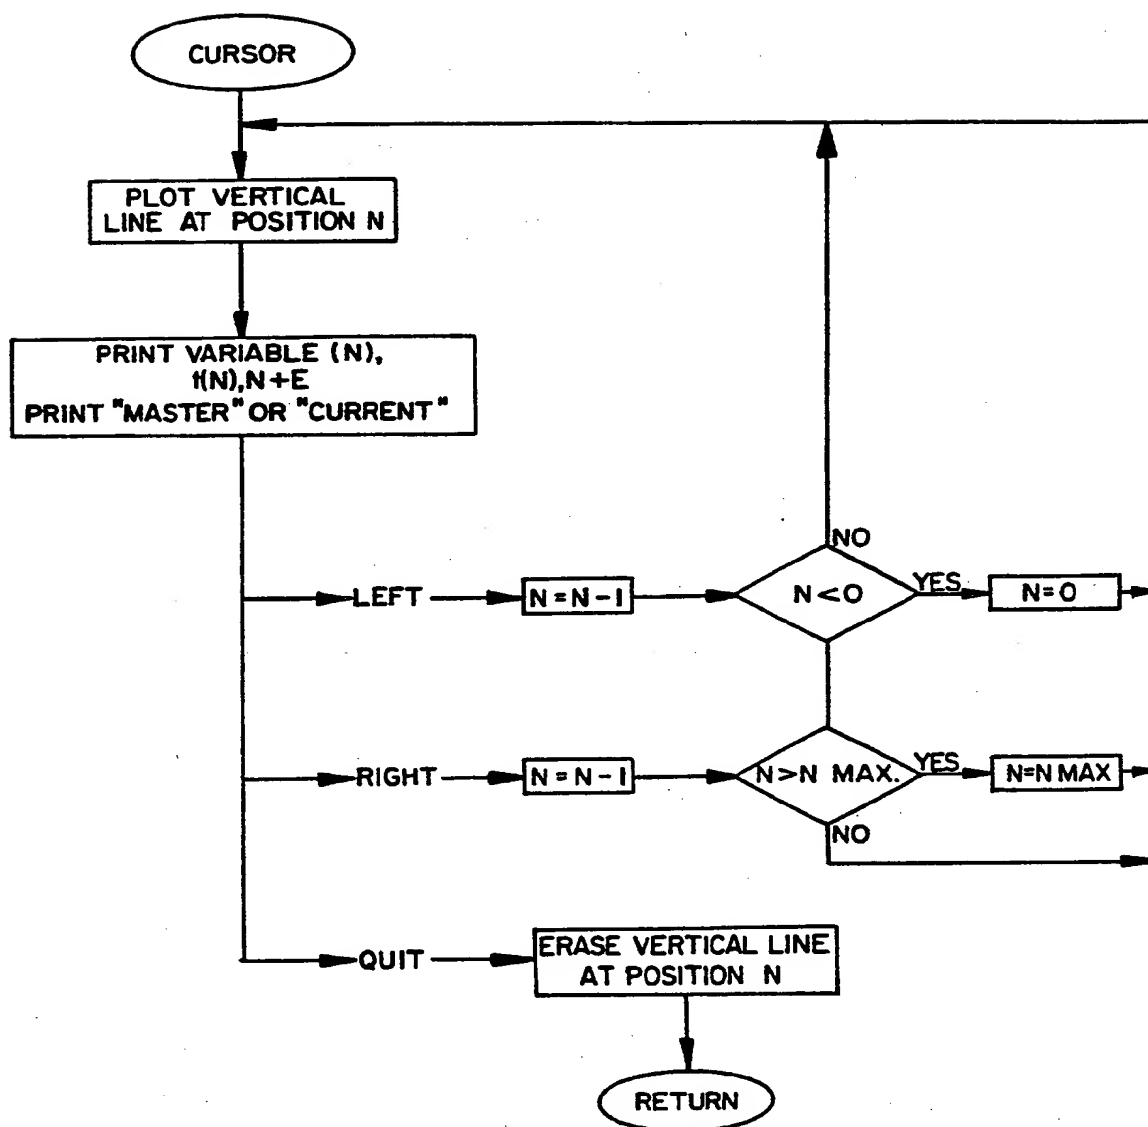 CURSOR
PLOT VERTICAL
LINE AT POSITION N
PRINT VARIABLE (N),
t(N),N+E
PRINT "MASTER" OR "CURRENT"
NO
LEFT
N = N - 1
N < 0
YES
N = 0
RIGHT
N = N - 1
N > N MAX.
YES
N=N MAX
NO
QUIT
ERASE VERTICAL LINE
AT POSITION N
RETURN